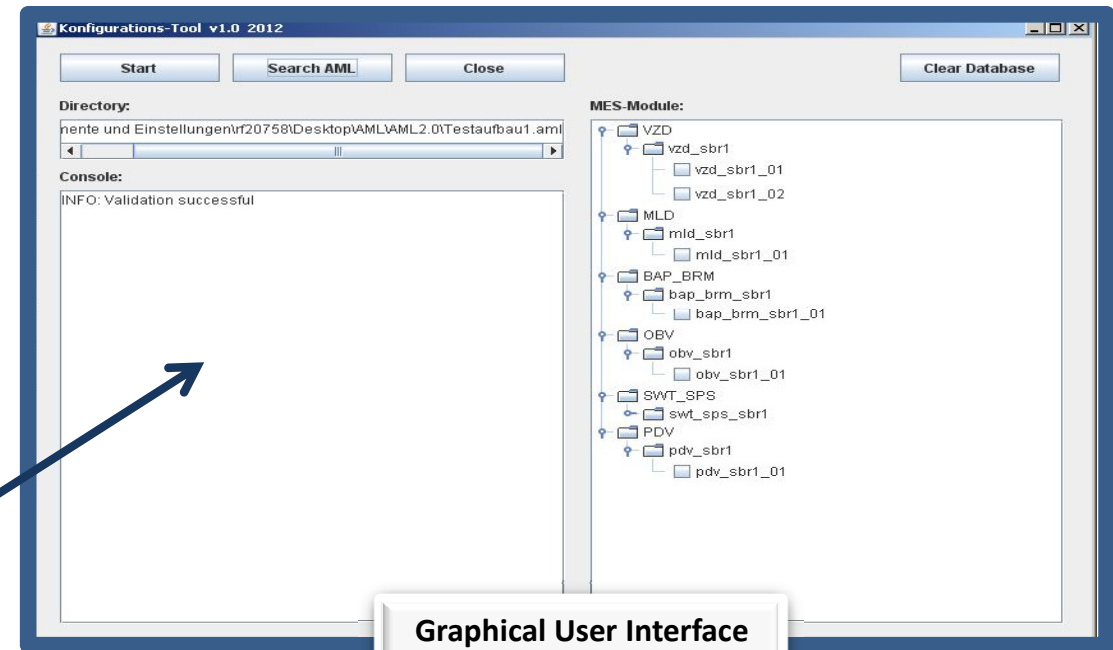 Konfigurations-Tool v1.0 2012
Start
Search AML
Close
Clear Database
Directory:
nente und Einstellungen\rf20758\Desktop\AML\AML2.0\Testaufbau1.aml
Console:
INFO: Validation successful
MES-Module:
VZD
vzd_sbr1
vzd_sbr1_01
vzd_sbr1_02
MLD
mld_sbr1
mld_sbr1_01
BAP_BRM
bap_brm_sbr1
bap_brm_sbr1_01
OBV
obv_sbr1
obv_sbr1_01
SWT_SPS
swt_sps_sbr1
PDV
pdv_sbr1
pdv_sbr1_01
Graphical User Interface